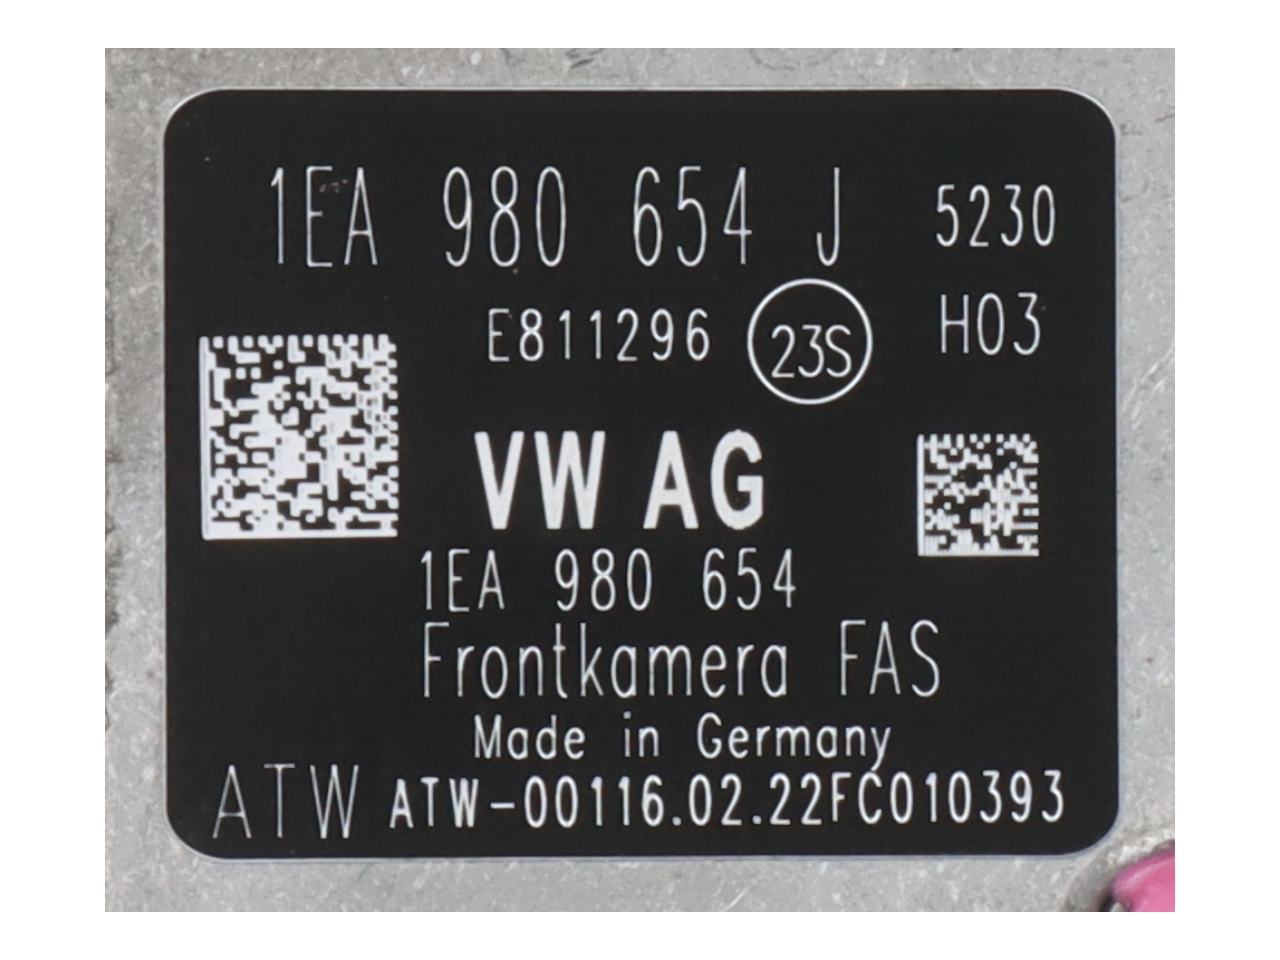 1EA 980 654 J 5230
E811296 23S H03
VW AG
1EA 980 654
Frontkamera FAS
Made in Germany
ATW ATW-00116.02.22FC010393